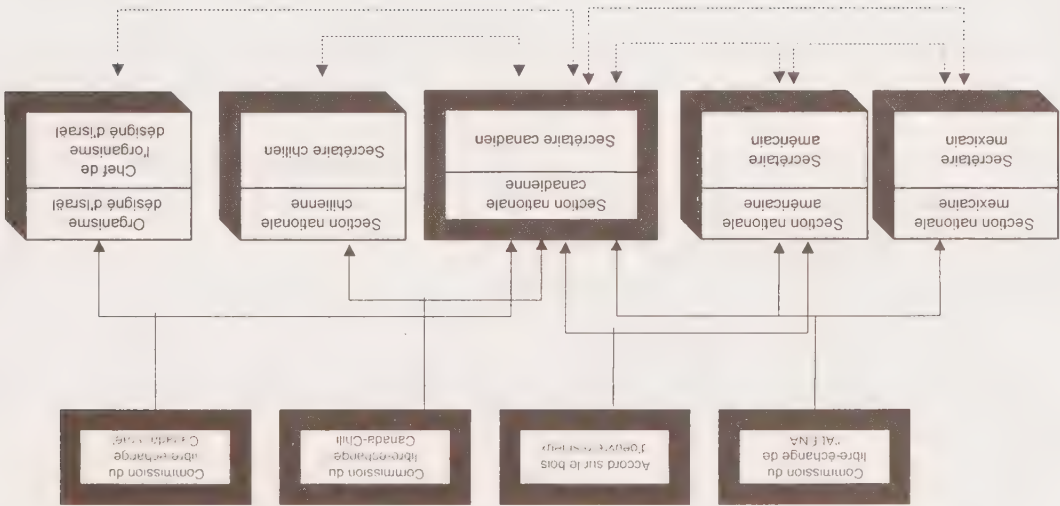 Commission du
libre-échange de
l'ALENA
Accord sur le bois
d'oeuvre
Commission du
libre-échange
Canada-Chili
Commission du
libre-échange
Section nationale
mexicaine
Secrétaire
mexicain
Section nationale
américaine
Secrétaire
américain
Section nationale
canadienne
Secrétaire canadien
Section nationale
chilienne
Secrétaire chilien
Organisme
désigné d'Israël
Chef de
l'organisme
désigné d'Israël